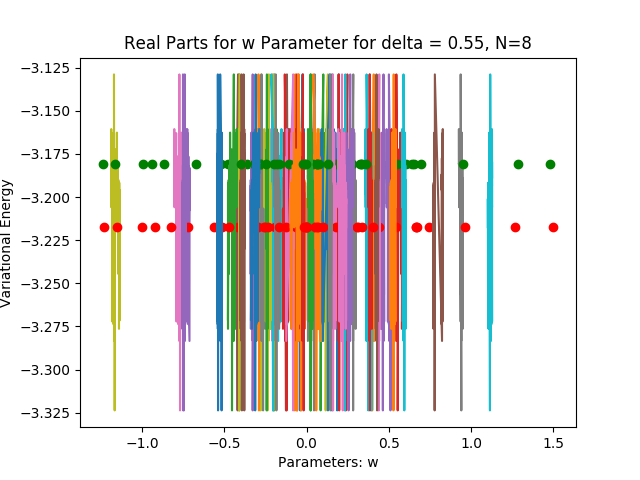 Real Parts for w Parameter for delta = 0.55, N=8
Variational Energy
−3.125
−3.150
−3.175
−3.200
−3.225
−3.250
−3.275
−3.300
−3.325
−1.0 −0.5 0.0 0.5 1.0 1.5
Parameters: w